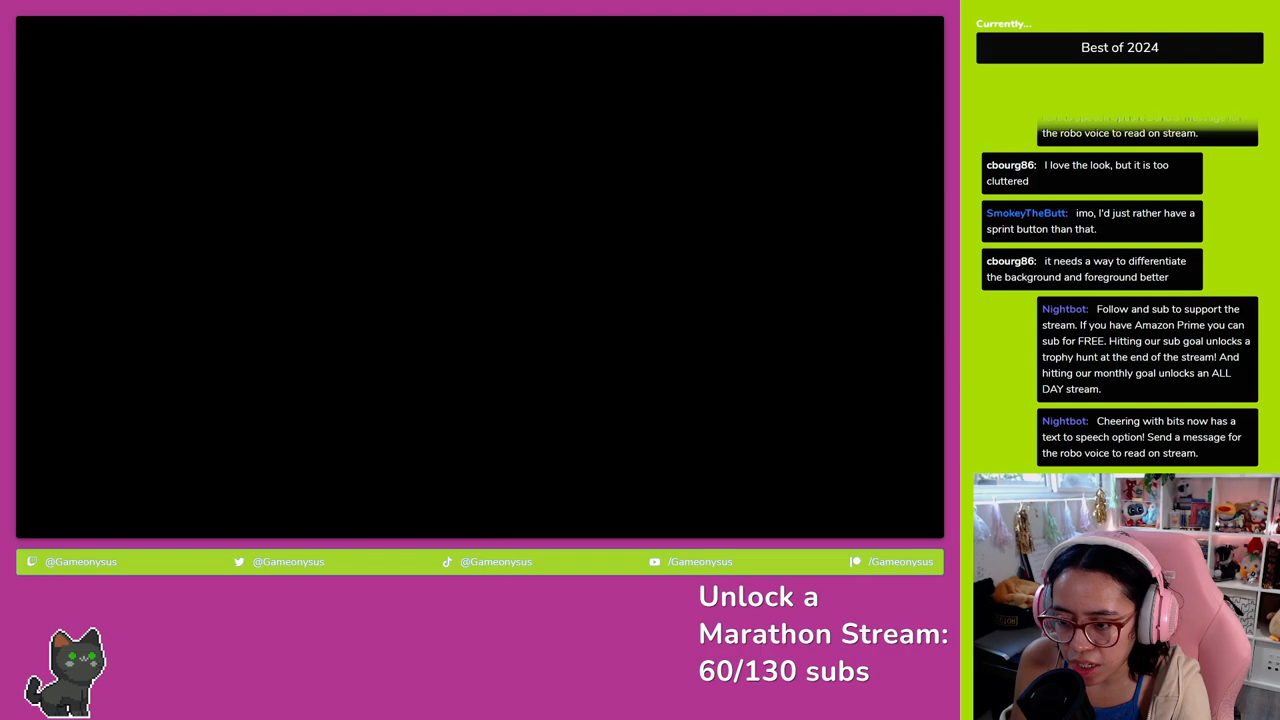 Currently...
Best of 2024
the robo voice to read on stream.
cbourg86: I love the look, but it is too
cluttered
SmokeyTheButt: imo, I'd just rather have a
sprint button than that.
cbourg86: it needs a way to differentiate
the background and foreground better
Nightbot: Follow and sub to support the
stream. If you have Amazon Prime you can
sub for FREE. Hitting our sub goal unlocks a
trophy hunt at the end of the stream! And
hitting our monthly goal unlocks an ALL
DAY stream.
Nightbot: Cheering with bits now has a
text to speech option! Send a message for
the robo voice to read on stream.
@Gameonysus
@Gameonysus
@Gameonysus
/Gameonysus
/Gameonysus
Unlock a
Marathon Stream:
60/130 subs